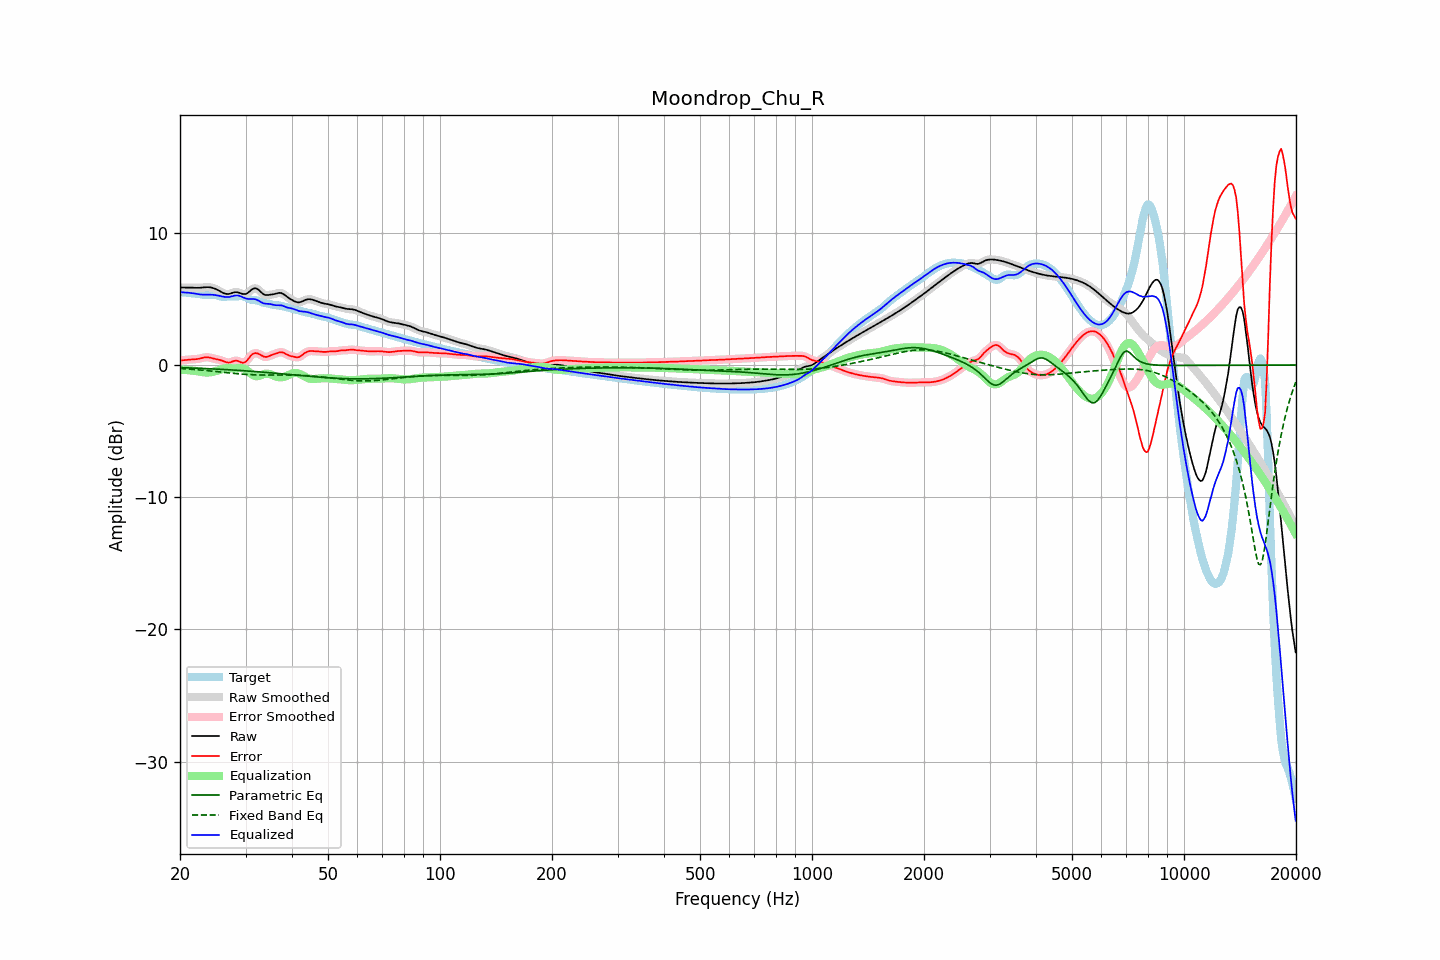 Moondrop_Chu_R
10
0
−10
−20
−30
Amplitude (dBr)
Target
Raw Smoothed
Error Smoothed
Raw
Error
Equalization
Parametric Eq
Fixed Band Eq
Equalized
20 50 100 200 500 1000 2000 5000 10000 20000
Frequency (Hz)